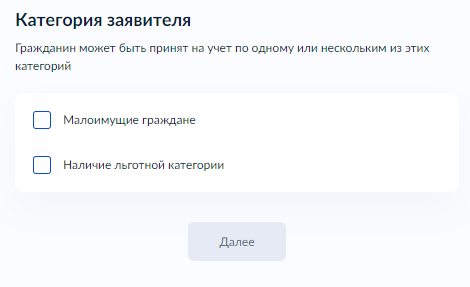 Категория заявителя
Гражданин может быть принят на учет по одному или нескольким из этих
категорий
Малоимущие граждане
Наличие льготной категории
Далее